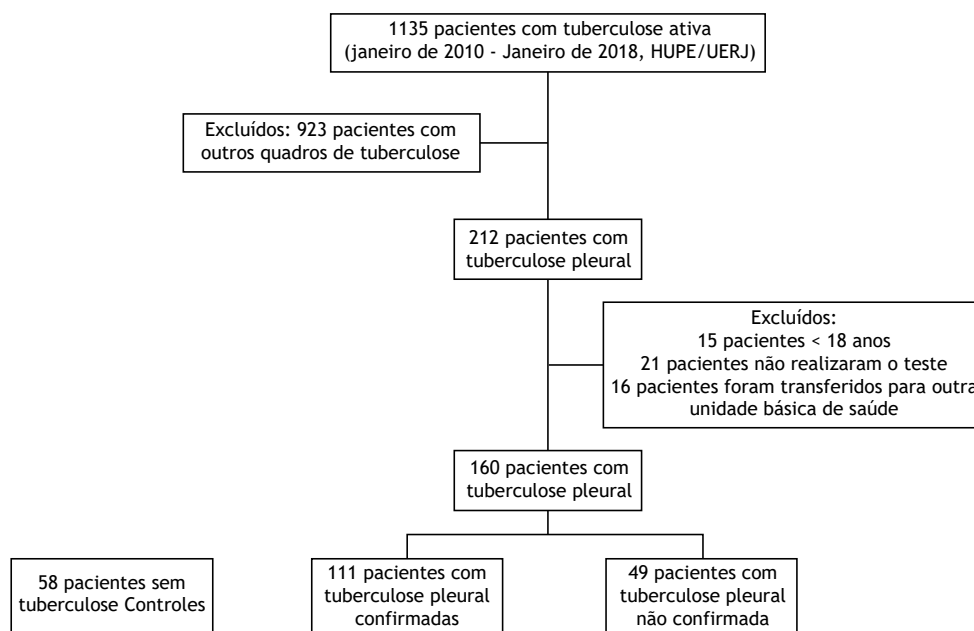 1135 pacientes com tuberculose ativa
(janeiro de 2010 - Janeiro de 2018, HUPE/UERJ)
Excluídos: 923 pacientes com
outros quadros de tuberculose
212 pacientes com
tuberculose pleural
Excluídos:
15 pacientes < 18 anos
21 pacientes não realizaram o teste
16 pacientes foram transferidos para outra
unidade básica de saúde
160 pacientes com
tuberculose pleural
58 pacientes sem
tuberculose Controles
111 pacientes com
tuberculose pleural
confirmadas
49 pacientes com
tuberculose pleural
não confirmada